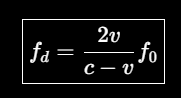 f_d = \frac{2v}{c - v} f_0